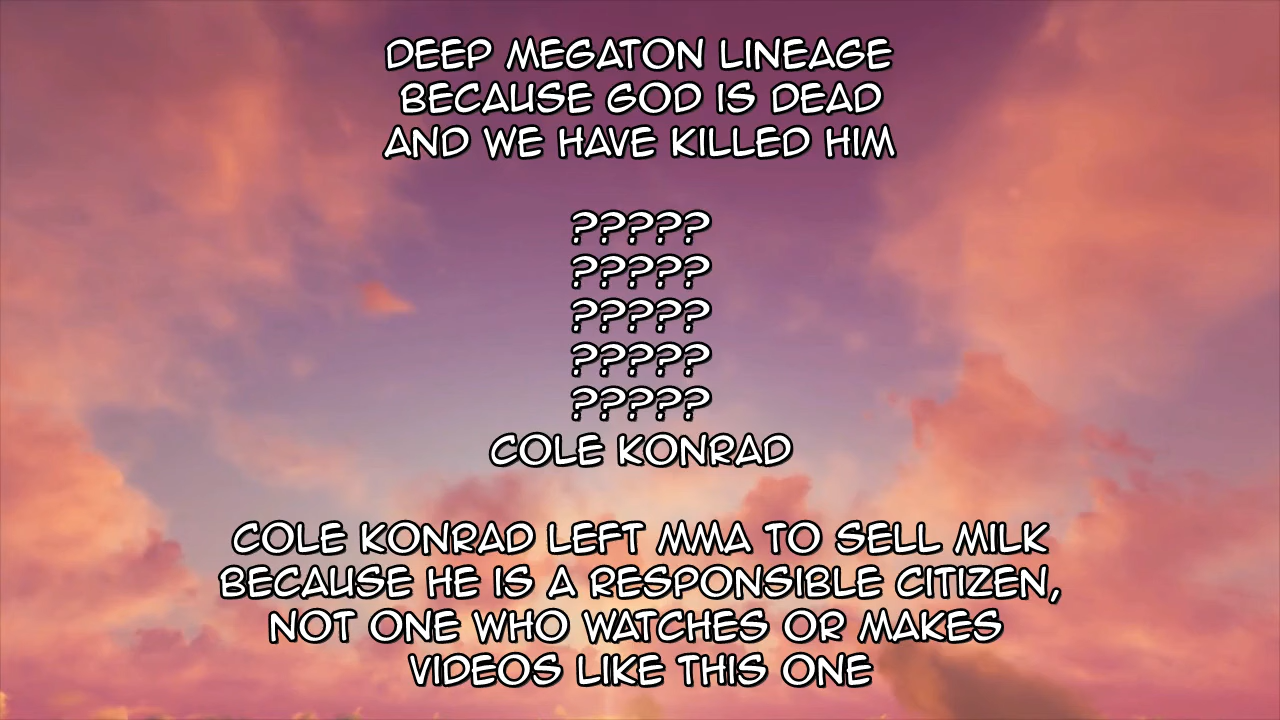 DEEP MEGATON LINEAGE
BECAUSE GOD IS DEAD
AND WE HAVE KILLED HIM
?????
?????
?????
?????
?????
COLE KONRAD
COLE KONRAD LEFT MMA TO SELL MILK
BECAUSE HE IS A RESPONSIBLE CITIZEN,
NOT ONE WHO WATCHES OR MAKES
VIDEOS LIKE THIS ONE